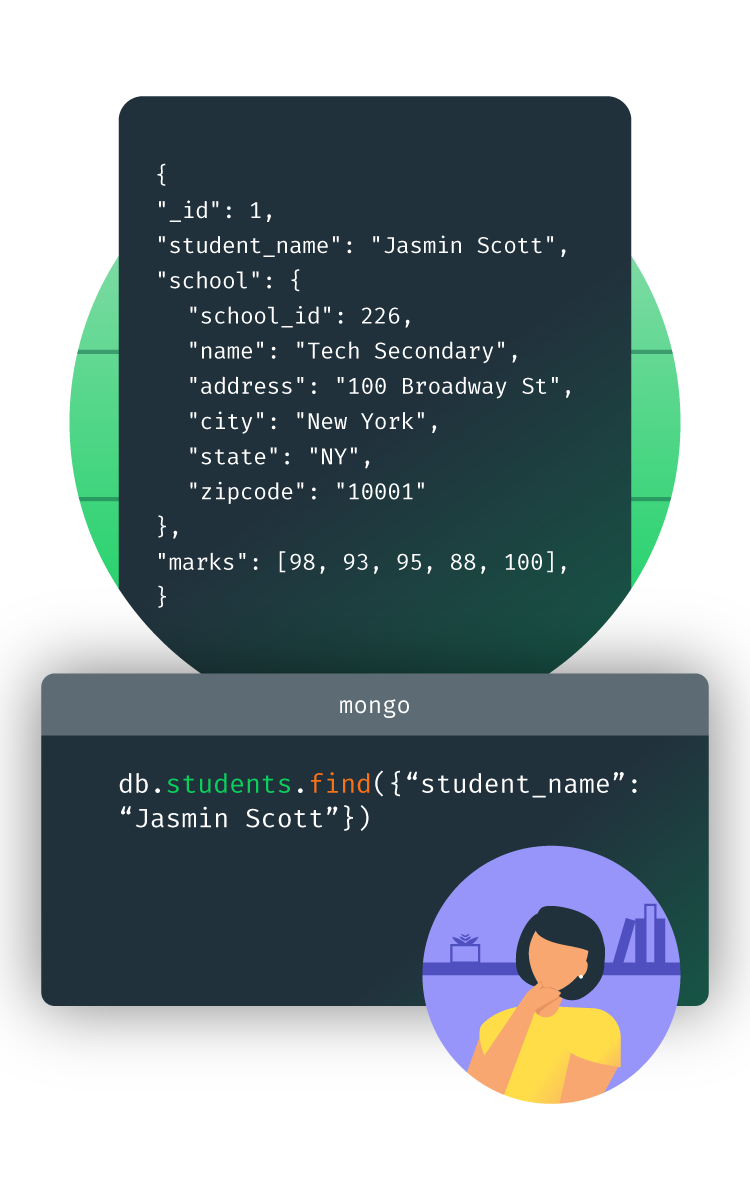 {
"_id": 1,
"student_name": "Jasmin Scott",
"school": {
"school_id": 226,
"name": "Tech Secondary",
"address": "100 Broadway St",
"city": "New York",
"state": "NY",
"zipcode": "10001"
},
"marks": [98, 93, 95, 88, 100],
}
mongo
db.students.find({“student_name”:
“Jasmin Scott”})